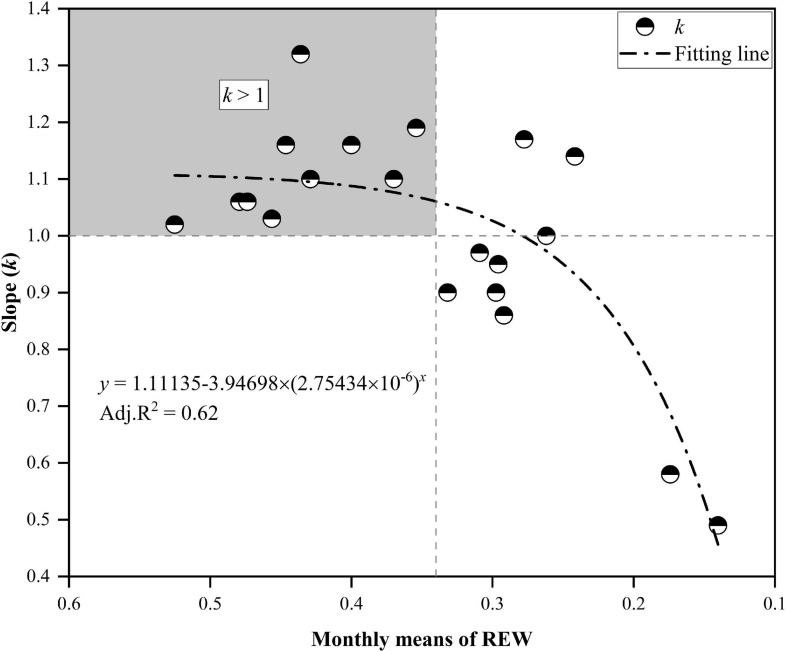 1.4
1.3
1.2
1.1
1.0
0.9
0.8
0.7
0.6
0.5
0.4
Slope (k)
k
Fitting line
k > 1
y = 1.11135-3.94698×(2.75434×10⁻⁶)ˣ
Adj.R² = 0.62
0.6 0.5 0.4 0.3 0.2 0.1
Monthly means of REW